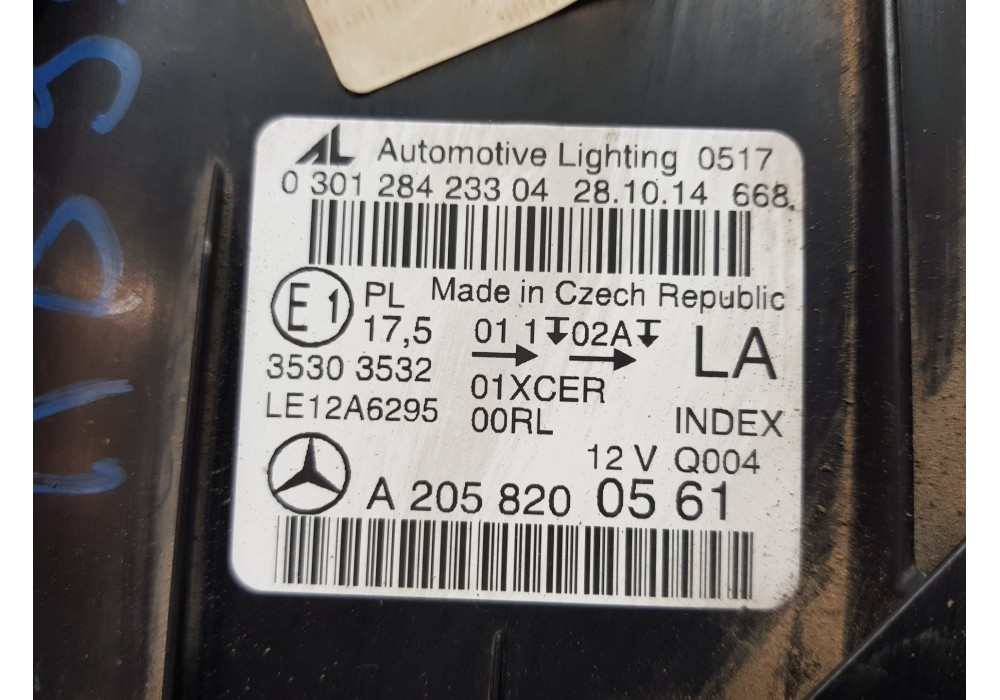 AL Automotive Lighting 0517
0 301 284 233 04 28.10.14 668
E1 PL Made in Czech Republic
17,5 01 1 02A LA
3530 3532 01XCER
LE12A6295 00RL INDEX
12 V Q004
A 205 820 05 61